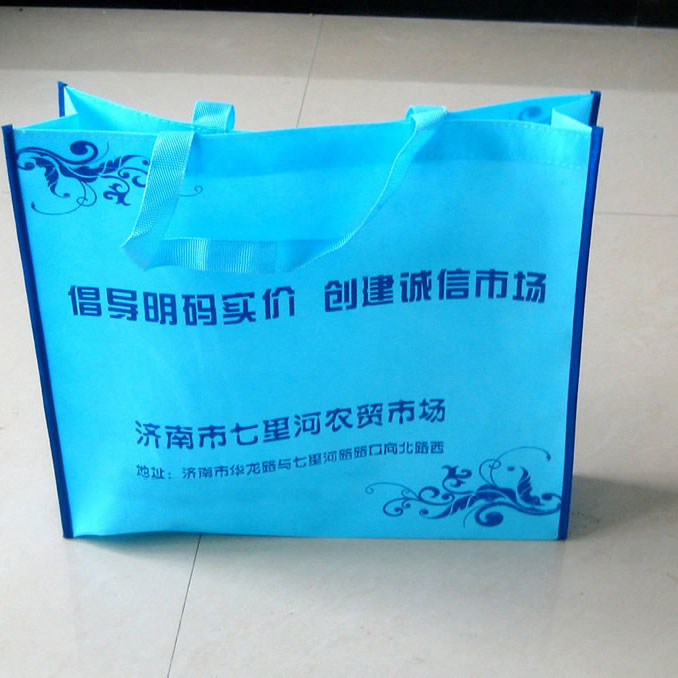 倡导明码实价 创建诚信市场
济南市七里河农贸市场
地址：济南市华龙路与七里河路路口向北路西